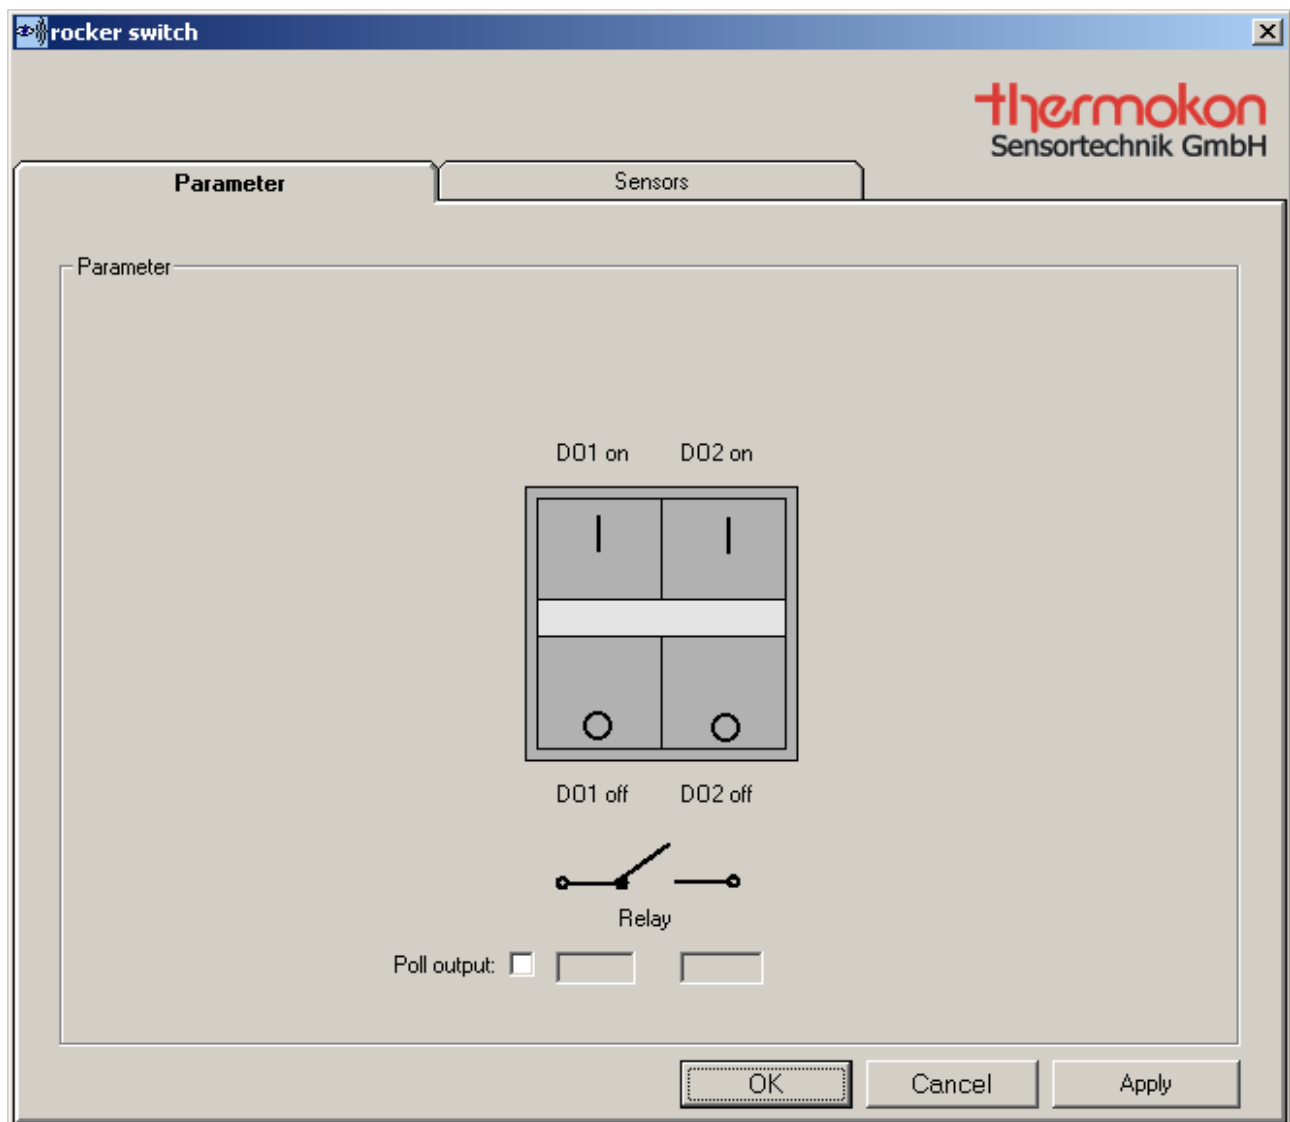 rocker switch
thermokon
Sensortechnik GmbH
Parameter
Sensors
Parameter
DO1 on
DO2 on
DO1 off
DO2 off
Relay
Poll output:
OK
Cancel
Apply